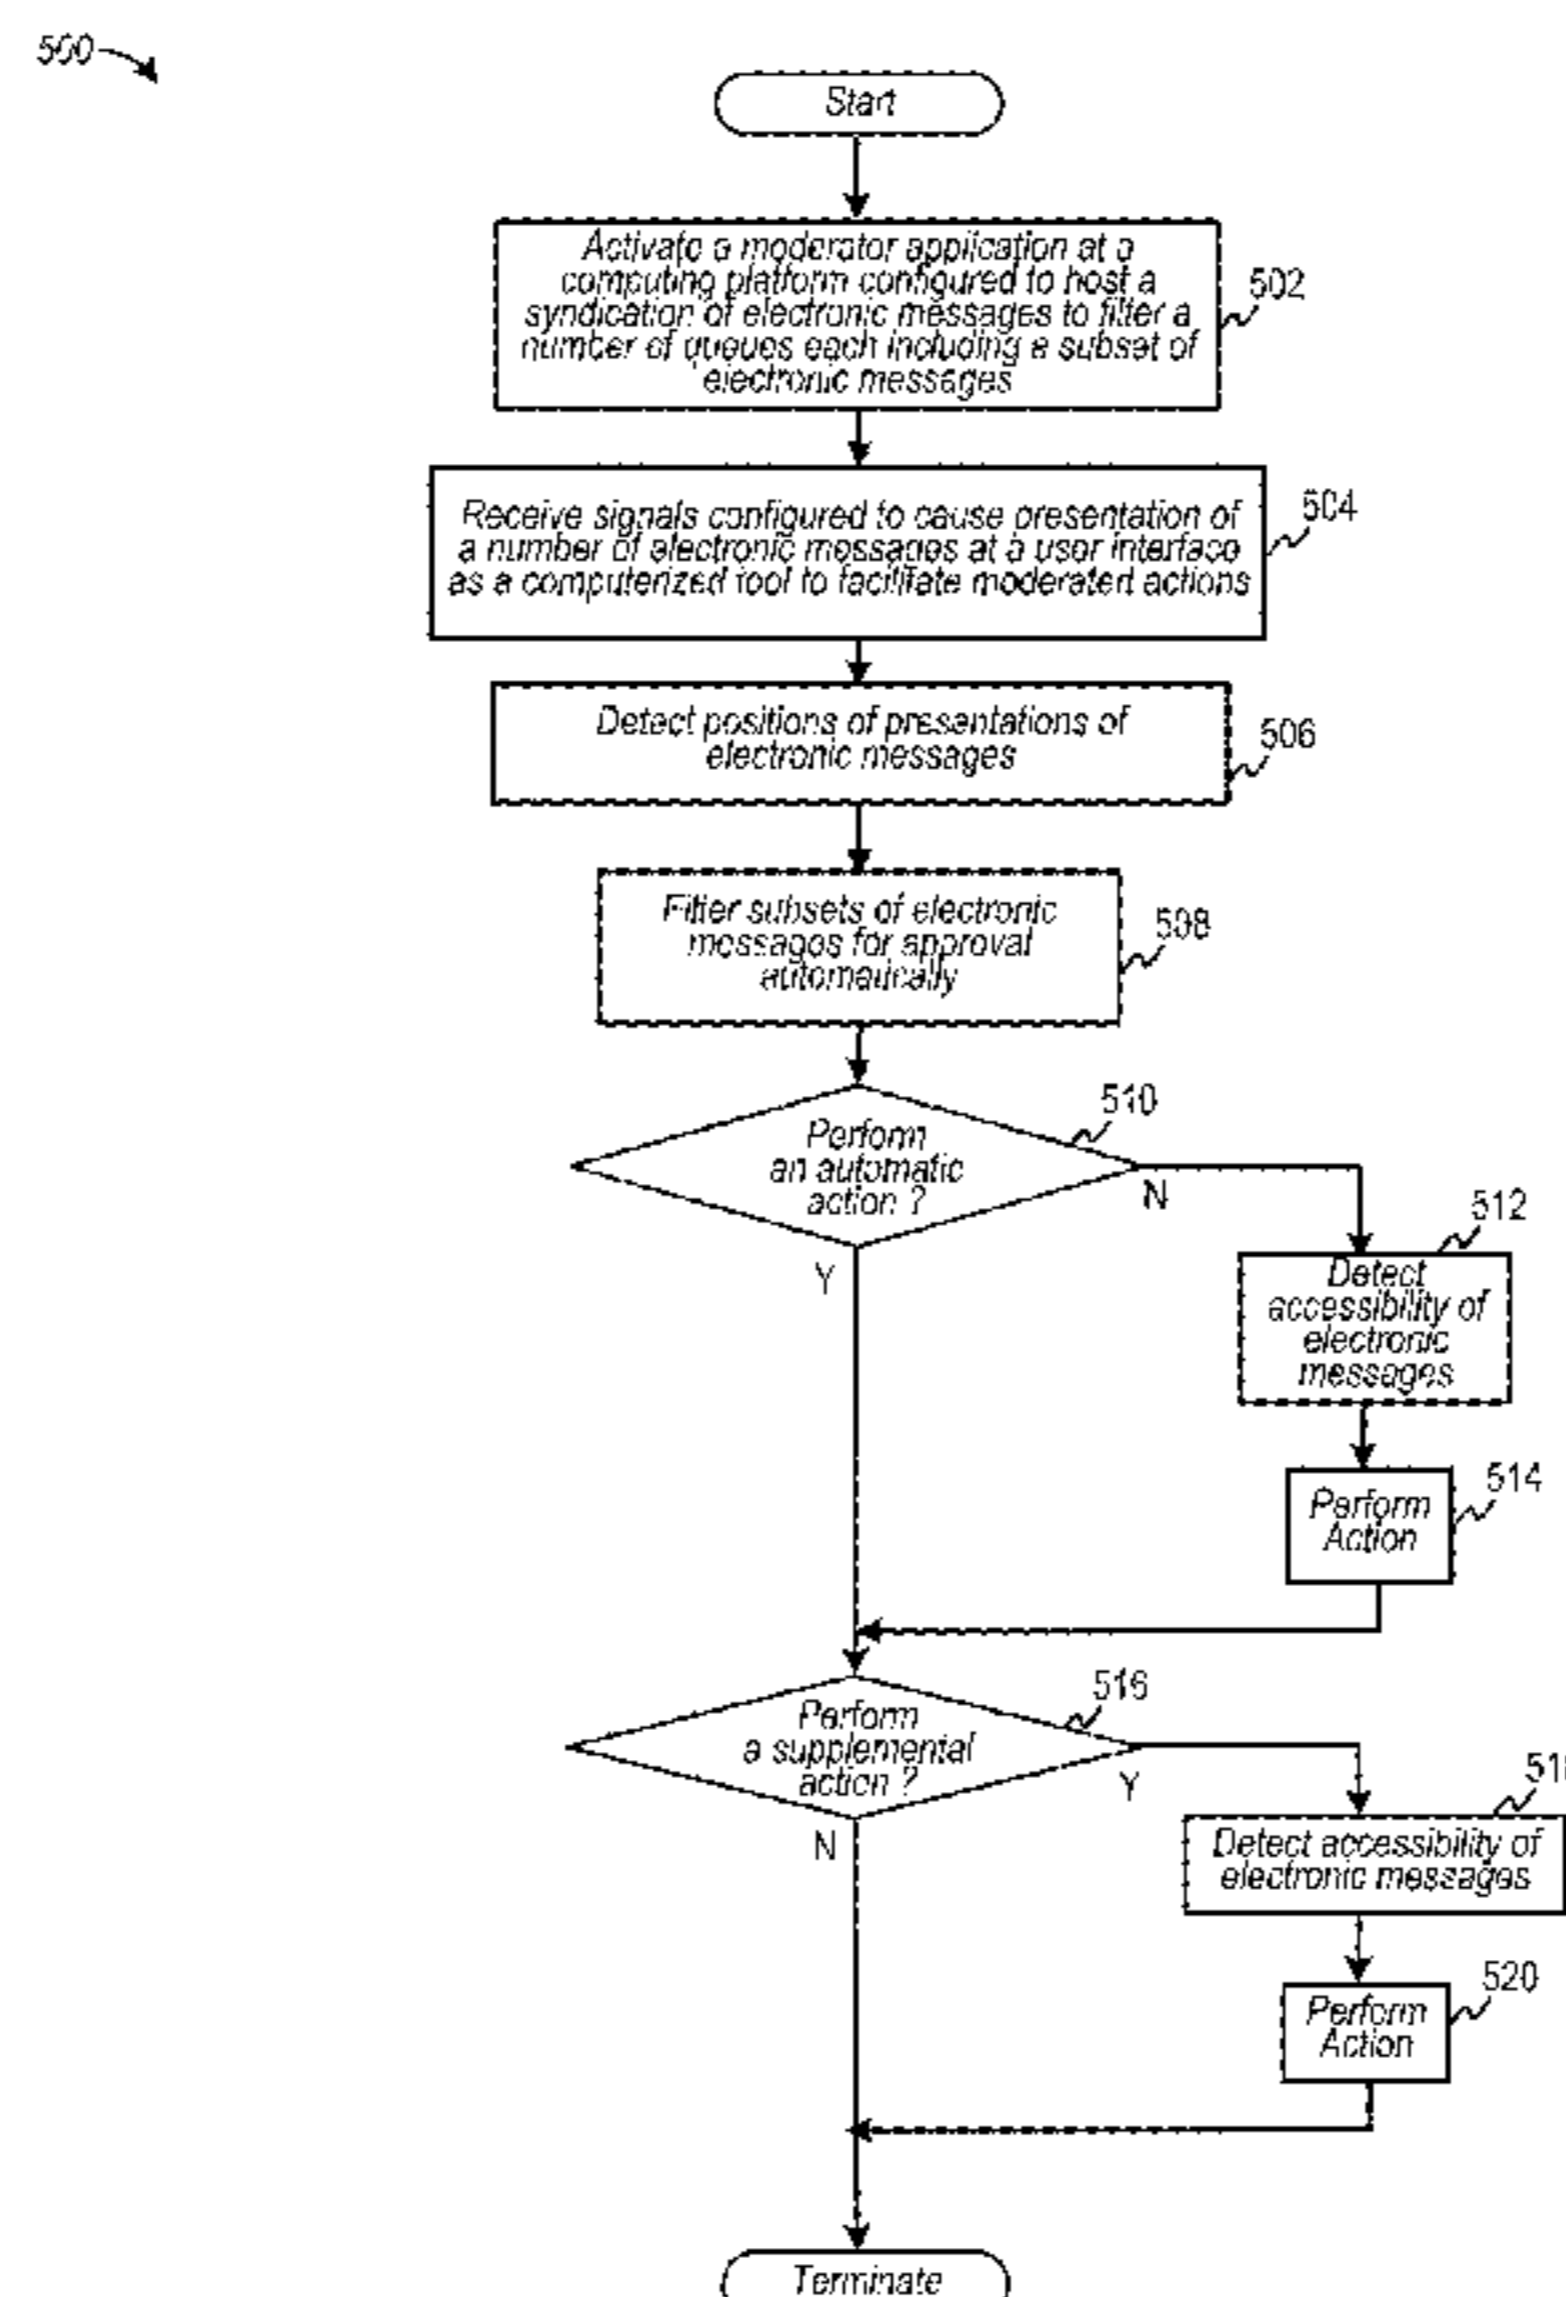 500
Start
Activate a moderator application at a
computing platform configured to host a
syndication of electronic messages to filter a
number of queues each including a subset of
electronic messages
502
Receive signals configured to cause presentation of
a number of electronic messages at a user interface
as a computerized tool to facilitate moderated actions
504
Detect positions of presentations of
electronic messages
506
Filter subsets of electronic
messages for approval
automatically
508
Perform
an automatic
action ?
510
N
Y
512
Detect
accessibility of
electronic
messages
514
Perform
Action
516
Perform
a supplemental
action ?
Y
N
Detect accessibility of
electronic messages
520
Perform
Action
Terminate